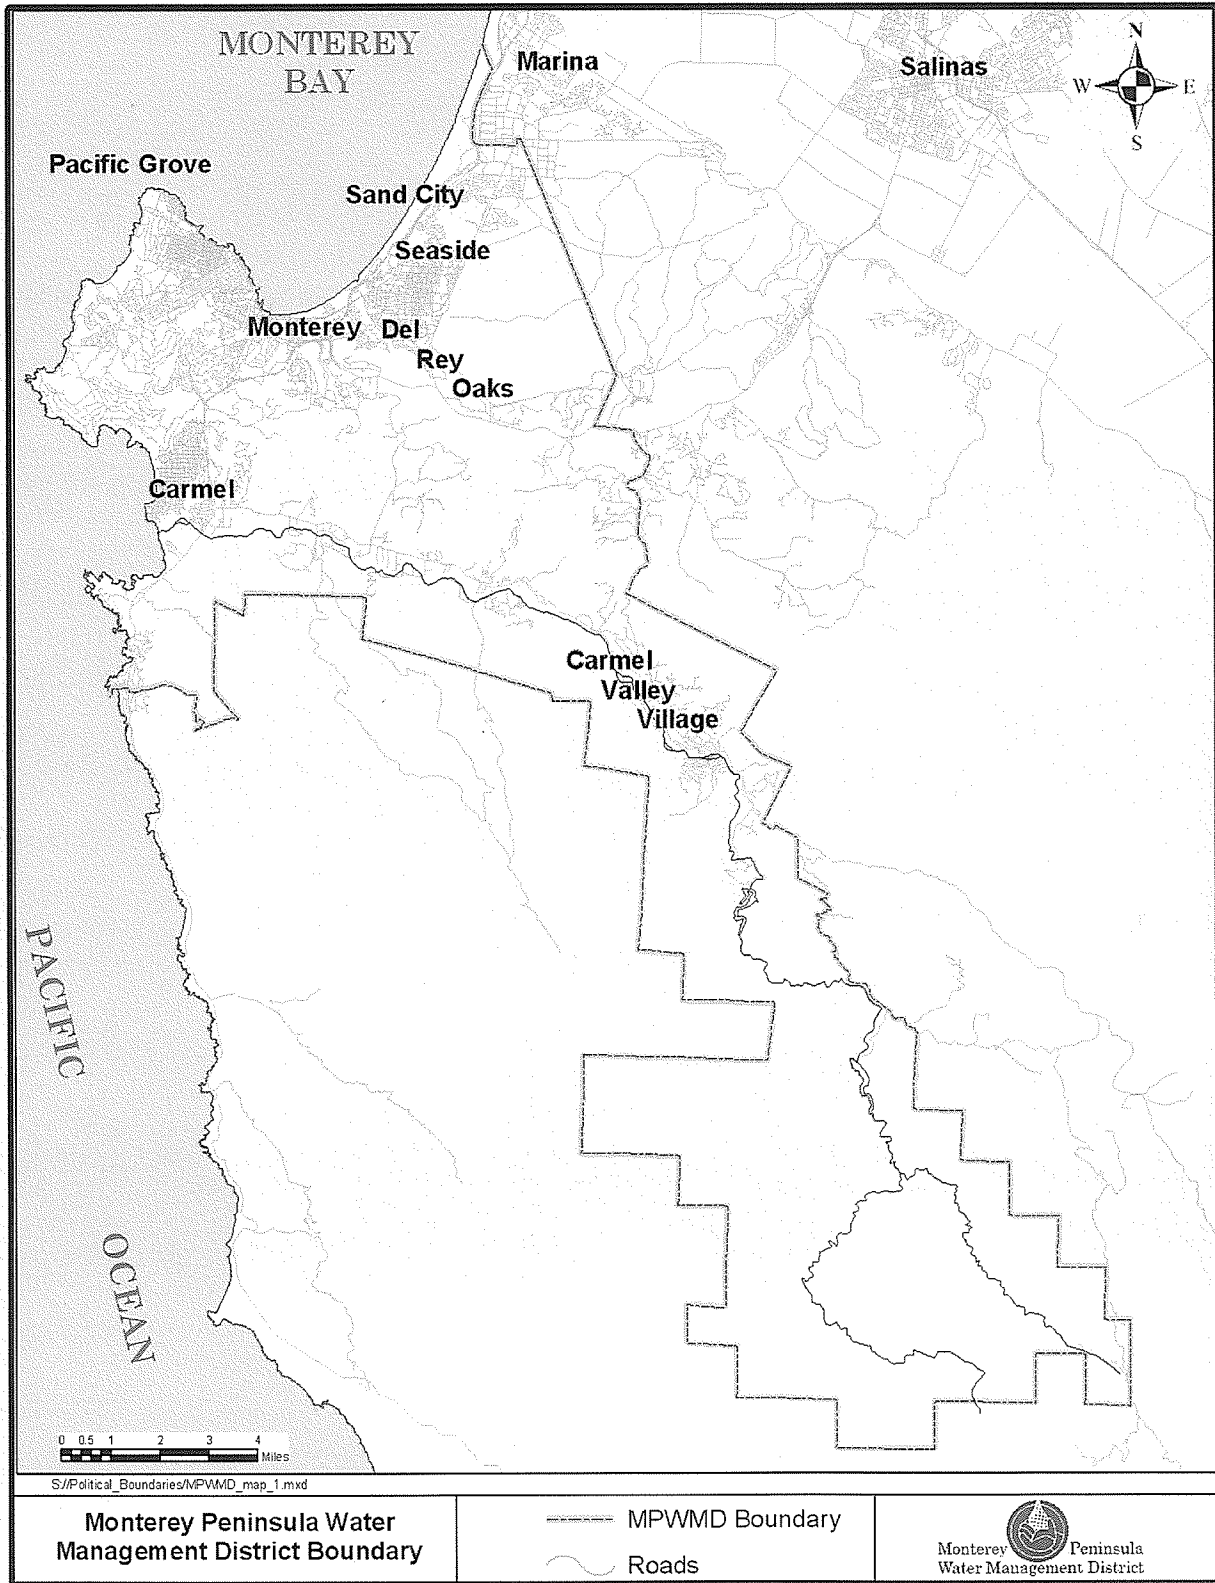 MONTEREY
BAY
Marina
Salinas
N
W
E
S
Pacific Grove
Sand City
Seaside
Monterey
Del
Rey
Oaks
Carmel
Carmel
Valley
Village
PACIFIC
OCEAN
0 0.5 1 2 3 4
Miles
S://Political_Boundaries/MPWMD_map_1.mxd
Monterey Peninsula Water
Management District Boundary
MPWMD Boundary
Roads
Monterey Peninsula
Water Management District